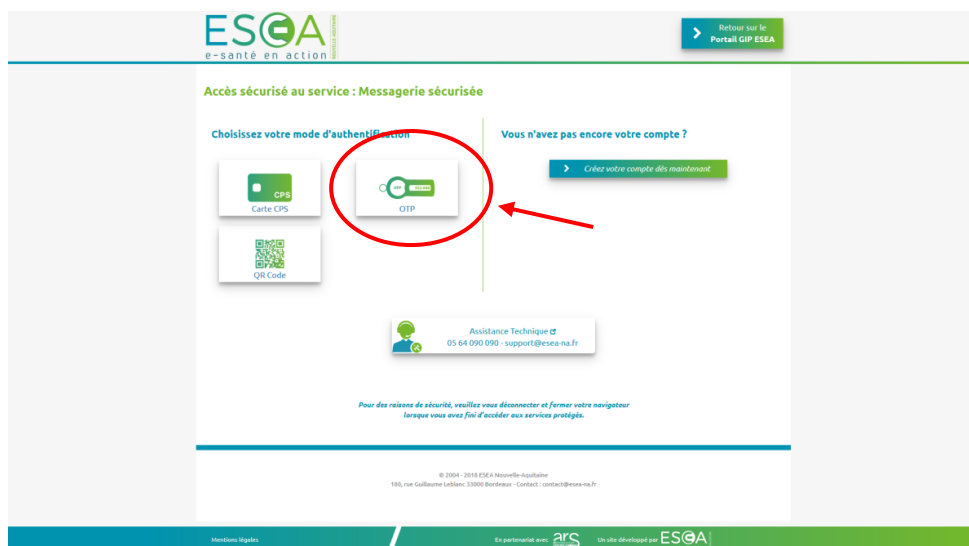 ESEA
e-santé en action
Retour sur le
Portail GIP ESEA
Accès sécurisé au service : Messagerie sécurisée
Choisissez votre mode d'authentification
CPS
Carte CPS
OTP
OTP
QR Code
Vous n'avez pas encore votre compte ?
Créez votre compte dès maintenant
Assistance Technique
05 64 090 090 - support@esea-na.fr
Pour des raisons de sécurité, veuillez vous déconnecter et fermer votre navigateur
lorsque vous avez fini d'accéder aux services protégés.
© 2004 - 2018 ESEA Nouvelle-Aquitaine
180, rue Guillaume Leblanc 33000 Bordeaux - Contact : contact@esea-na.fr
Mentions légales
En partenariat avec ars
Un site développé par ESEA